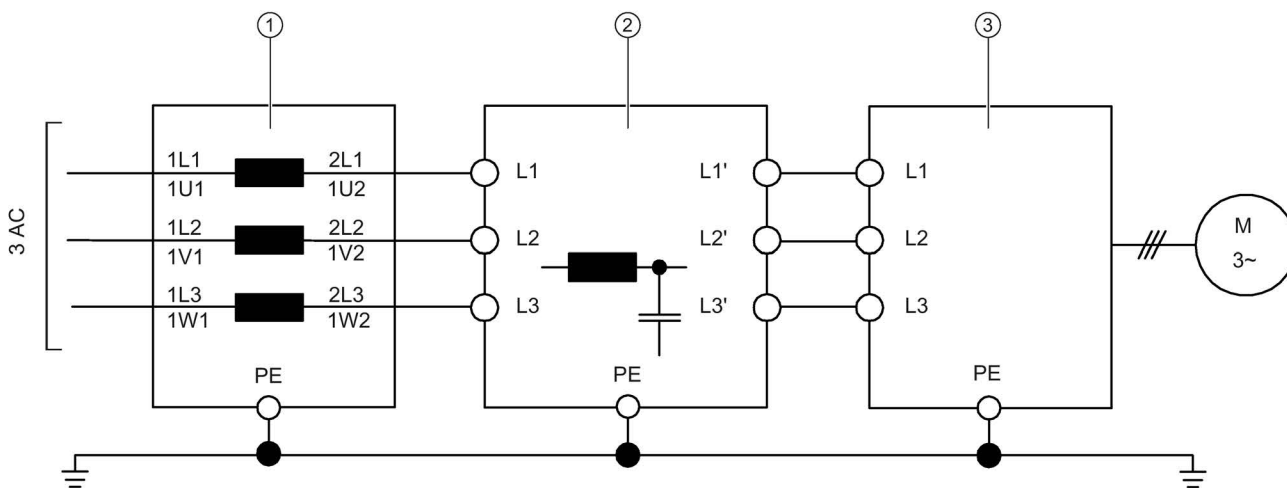 ① ② ③
1L1 2L1 L1 L1' L1
1U1 1U2
3 AC
1L2 2L2 L2 L2' L2
1V1 1V2
M
3~
1L3 2L3 L3 L3' L3
1W1 1W2
PE PE PE